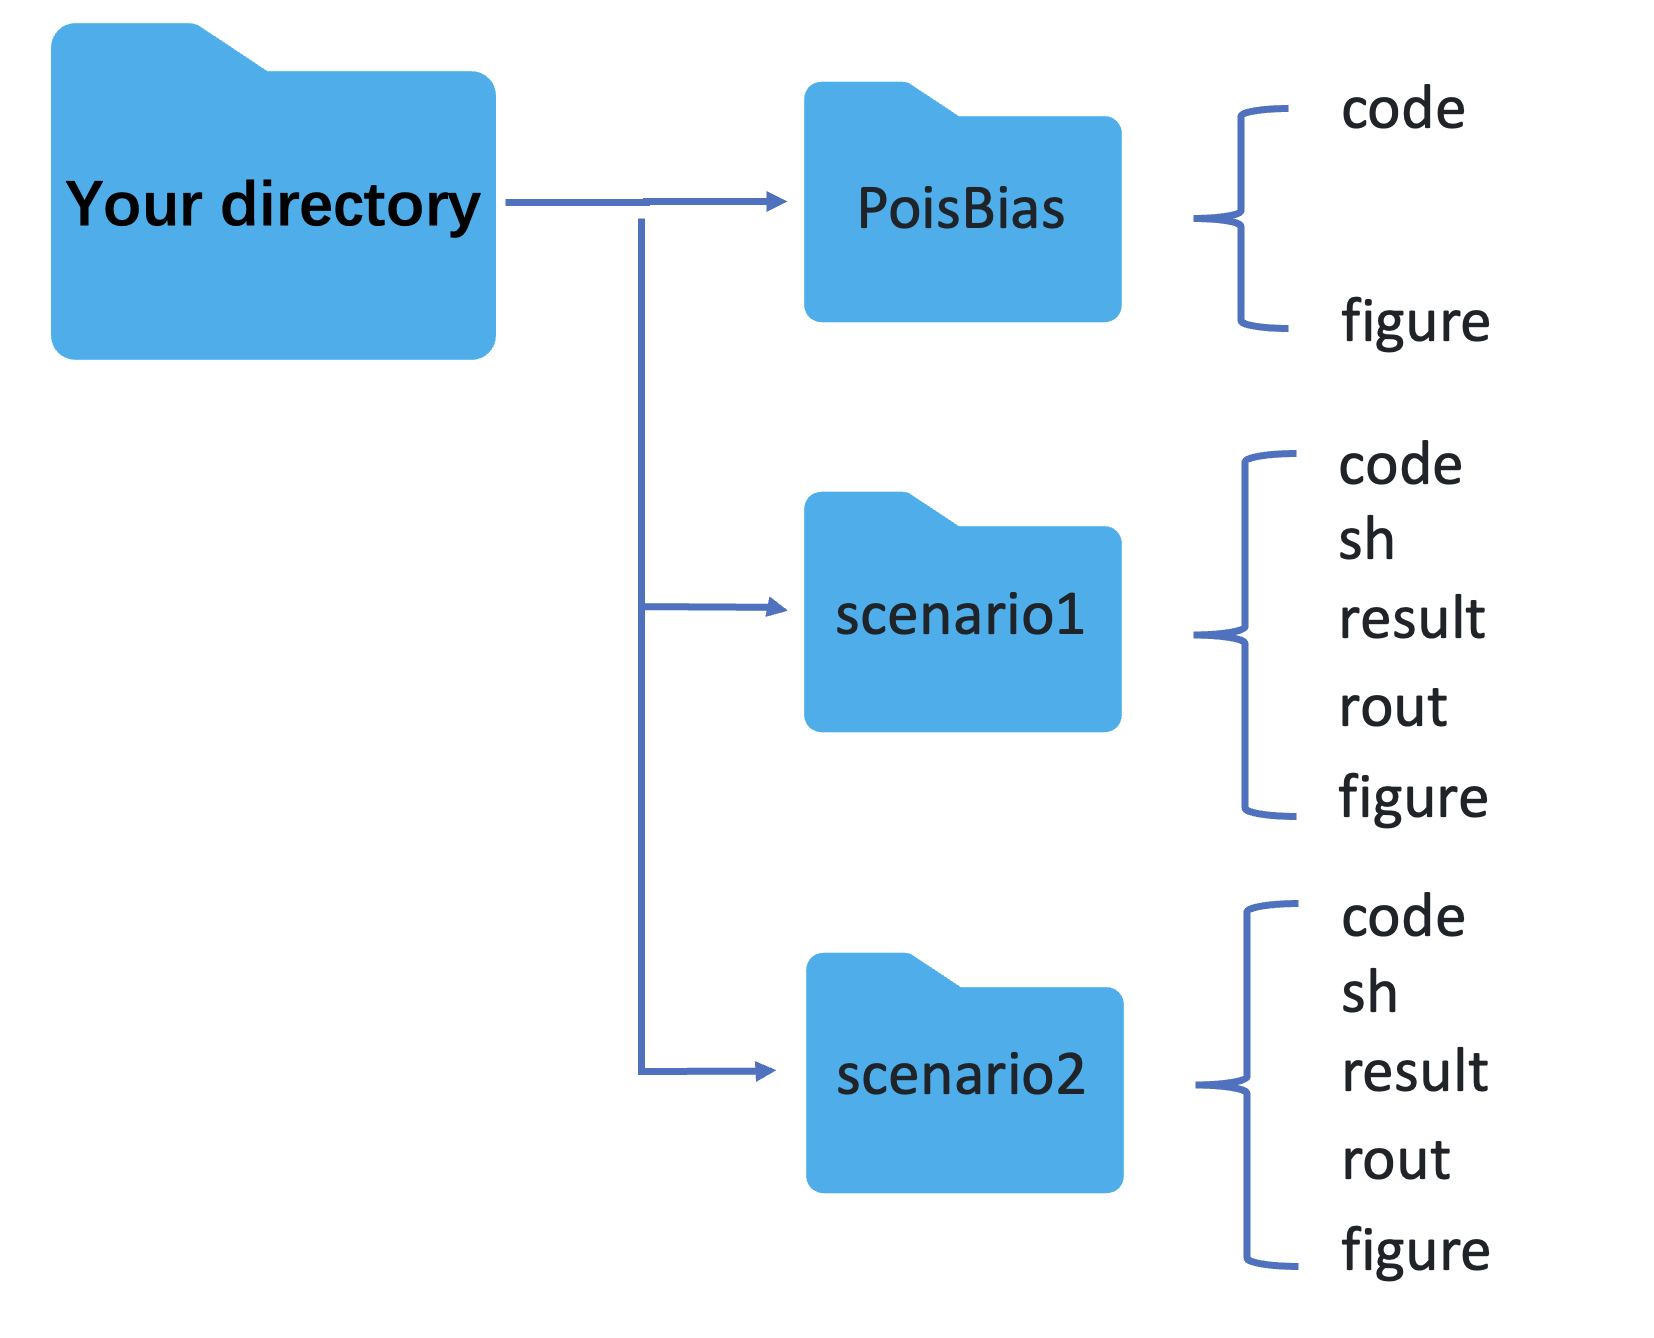 Your directory
PoisBias
code
figure
scenario1
code
sh
result
rout
figure
scenario2
code
sh
result
rout
figure